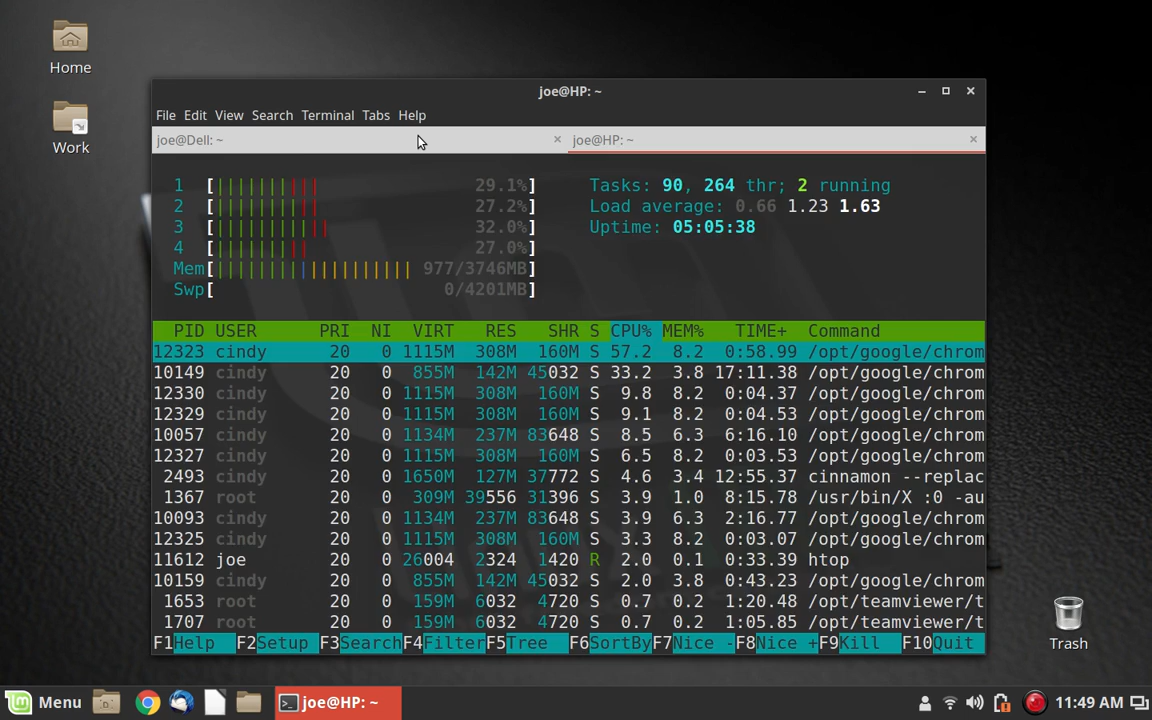 Home
Work
joe@HP: ~
File Edit View Search Terminal Tabs Help
joe@Dell: ~ × joe@HP: ~ ×
1 [|||||||||| 29.1%] Tasks: 90, 264 thr; 2 running
2 [|||||||||| 27.2%] Load average: 0.66 1.23 1.63
3 [||||||||||| 32.0%] Uptime: 05:05:38
4 [||||||||| 27.0%]
Mem[||||||||||||||||||| 977/3746MB]
Swp[ 0/4201MB]
PID USER PRI NI VIRT RES SHR S CPU% MEM% TIME+ Command
12323 cindy 20 0 1115M 308M 160M S 57.2 8.2 0:58.99 /opt/google/chrom
10149 cindy 20 0 855M 142M 45032 S 33.2 3.8 17:11.38 /opt/google/chrom
12330 cindy 20 0 1115M 308M 160M S 9.8 8.2 0:04.37 /opt/google/chrom
12329 cindy 20 0 1115M 308M 160M S 9.1 8.2 0:04.53 /opt/google/chrom
10057 cindy 20 0 1134M 237M 83648 S 8.5 6.3 6:16.10 /opt/google/chrom
12327 cindy 20 0 1115M 308M 160M S 6.5 8.2 0:03.53 /opt/google/chrom
2493 cindy 20 0 1650M 127M 37772 S 4.6 3.4 12:55.37 cinnamon --replac
1367 root 20 0 309M 39556 31396 S 3.9 1.0 8:15.78 /usr/bin/X :0 -au
10093 cindy 20 0 1134M 237M 83648 S 3.9 6.3 2:16.77 /opt/google/chrom
12325 cindy 20 0 1115M 308M 160M S 3.3 8.2 0:03.07 /opt/google/chrom
11612 joe 20 0 26004 2324 1420 R 2.0 0.1 0:33.39 htop
10159 cindy 20 0 855M 142M 45032 S 2.0 3.8 0:43.23 /opt/google/chrom
1653 root 20 0 159M 6032 4720 S 0.7 0.2 1:20.48 /opt/teamviewer/t
1707 root 20 0 159M 6032 4720 S 0.7 0.2 1:05.85 /opt/teamviewer/t
F1Help F2Setup F3SearchF4FilterF5Tree F6SortByF7Nice -F8Nice +F9Kill F10Quit
Trash
Menu joe@HP: ~ 11:49 AM